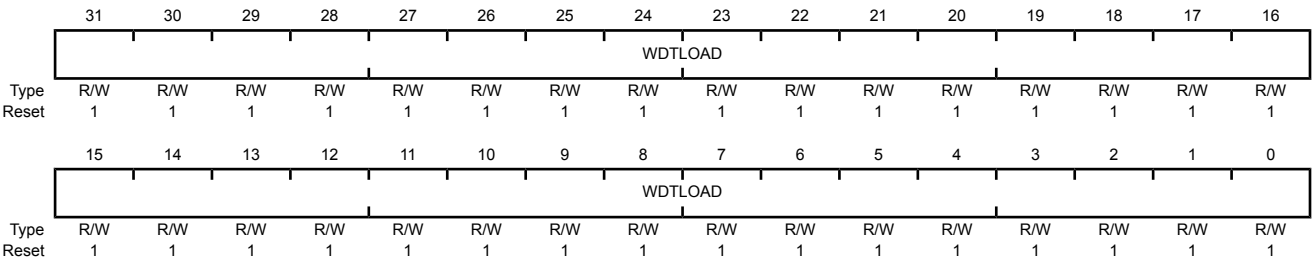 31 30 29 28 27 26 25 24 23 22 21 20 19 18 17 16
WDTLOAD
Type R/W R/W R/W R/W R/W R/W R/W R/W R/W R/W R/W R/W R/W R/W R/W R/W
Reset 1 1 1 1 1 1 1 1 1 1 1 1 1 1 1 1
15 14 13 12 11 10 9 8 7 6 5 4 3 2 1 0
WDTLOAD
Type R/W R/W R/W R/W R/W R/W R/W R/W R/W R/W R/W R/W R/W R/W R/W R/W
Reset 1 1 1 1 1 1 1 1 1 1 1 1 1 1 1 1